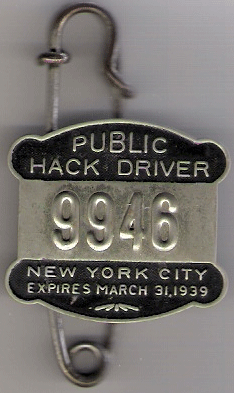 PUBLIC
HACK DRIVER
9946
NEW YORK CITY
EXPIRES MARCH 31,1939